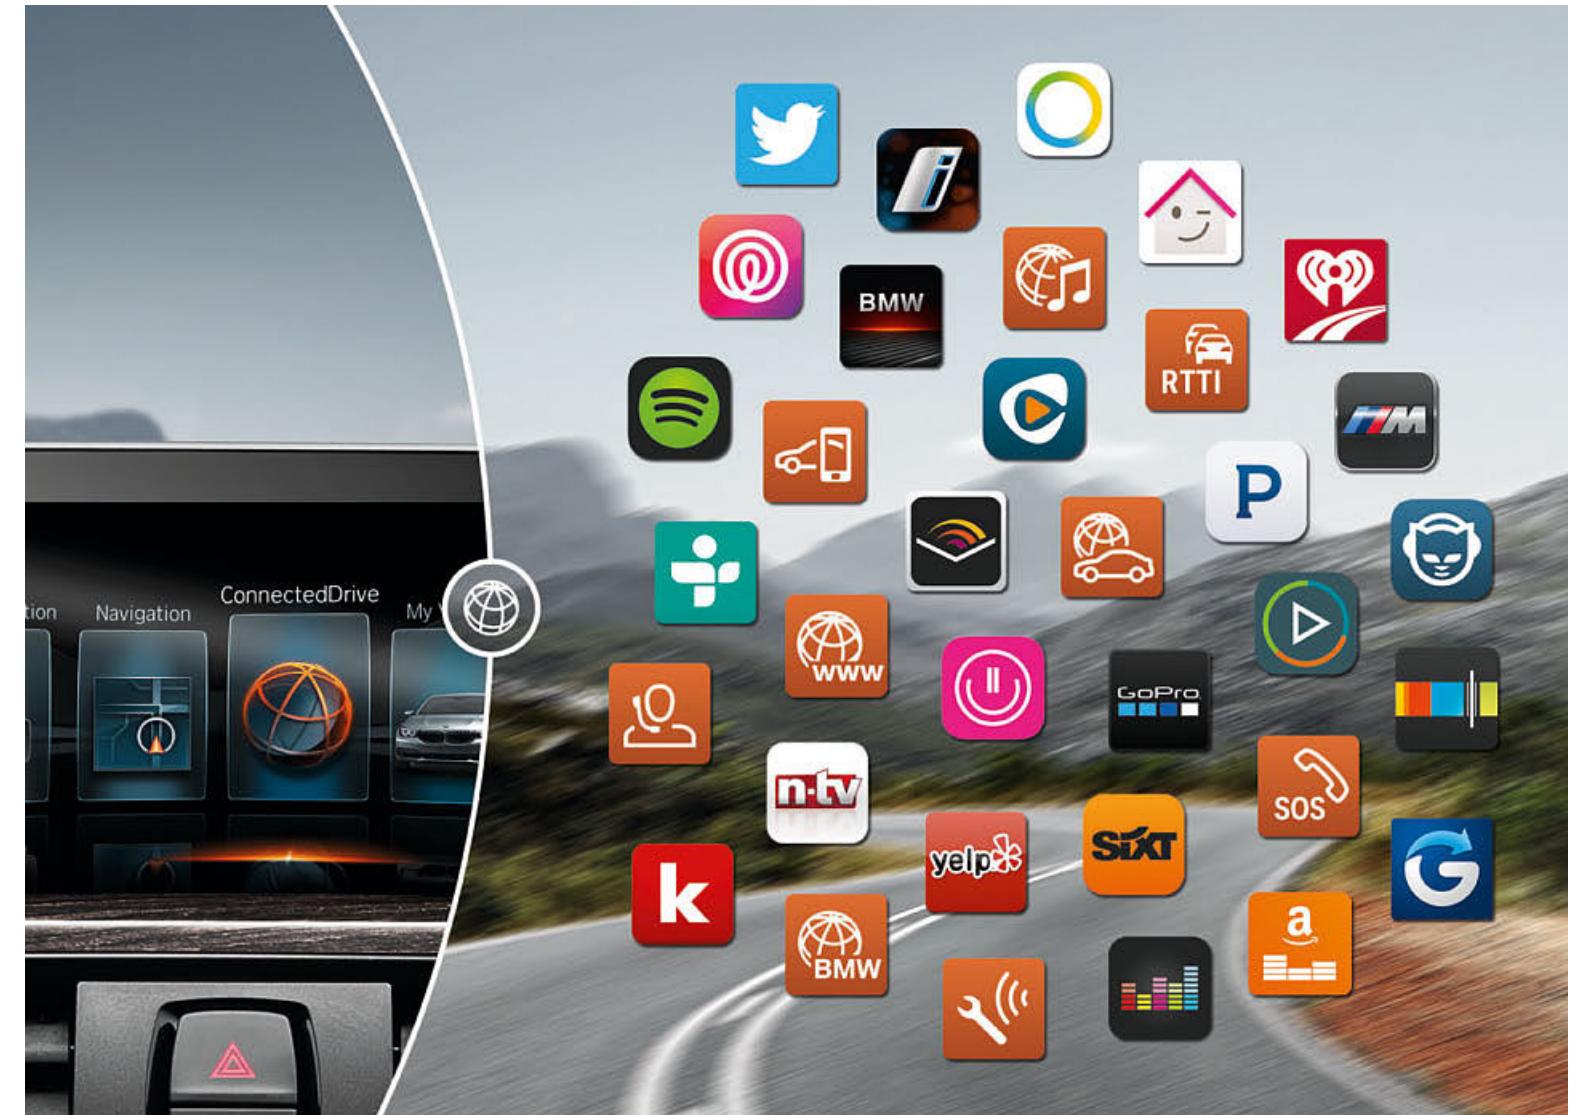 BMW
RTTI
M
P
ConnectedDrive
tion
Navigation
My
www
GoPro
n-tv
SOS
yelp
SIXT
k
G
BMW
a
i